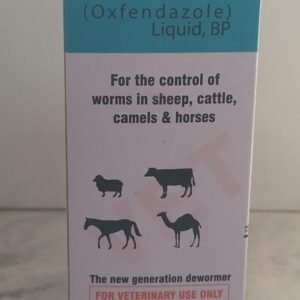 (Oxfendazole)
Liquid, BP
For the control of
worms in sheep, cattle,
camels & horses
VET
The new generation dewormer
FOR VETERINARY USE ONLY